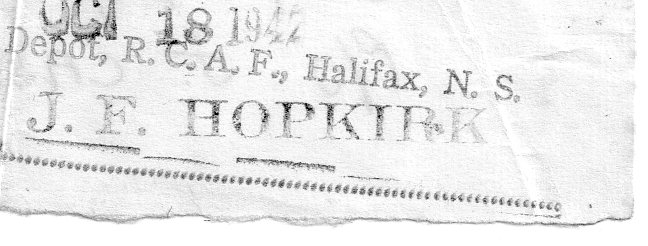 OCT 18 1942
Depot, R. C. A. F., Halifax, N. S.
J. F. HOPKIRK